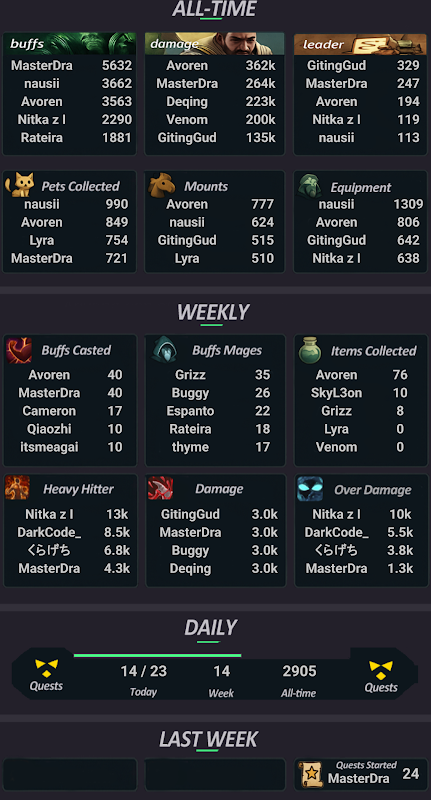 ALL-TIME
buffs
MasterDra 5632
nausii 3662
Avoren 3563
Nitka z l 2290
Rateira 1881
damage
Avoren 362k
MasterDra 264k
Deqing 223k
Venom 200k
GitingGud 135k
leader
GitingGud 329
MasterDra 247
Avoren 194
Nitka z l 119
nausii 113
Pets Collected
nausii 990
Avoren 849
Lyra 754
MasterDra 721
Mounts
Avoren 777
nausii 624
GitingGud 515
Lyra 510
Equipment
nausii 1309
Avoren 806
GitingGud 642
Nitka z l 638
WEEKLY
Buffs Casted
Avoren 40
MasterDra 40
Cameron 17
Qiaozhi 10
itsmeagai 10
Buffs Mages
Grizz 35
Buggy 26
Espanto 22
Rateira 18
thyme 17
Items Collected
Avoren 76
SkyL3on 10
Grizz 8
Lyra 0
Venom 0
Heavy Hitter
Nitka z l 13k
DarkCode_ 8.5k
くらげち 6.8k
MasterDra 4.3k
Damage
GitingGud 3.0k
MasterDra 3.0k
Buggy 3.0k
Deqing 3.0k
Over Damage
Nitka z l 10k
DarkCode_ 5.5k
くらげち 3.8k
MasterDra 1.3k
DAILY
Quests
14 / 23
Today
14
Week
2905
All-time
Quests
LAST WEEK
Quests Started
MasterDra 24